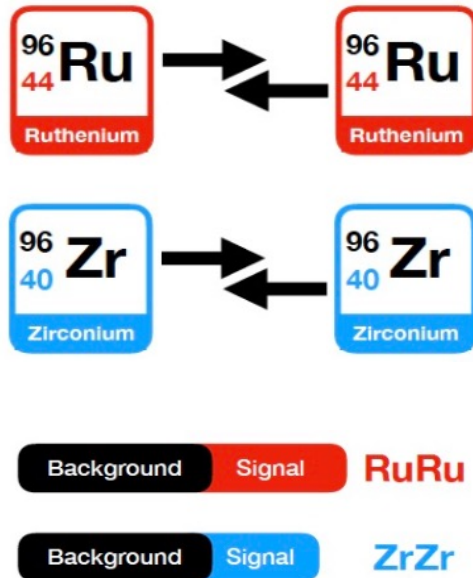 96 Ru 96 Ru
44 44
Ruthenium Ruthenium
96 Zr 96 Zr
40 40
Zirconium Zirconium
Background Signal RuRu
Background Signal ZrZr